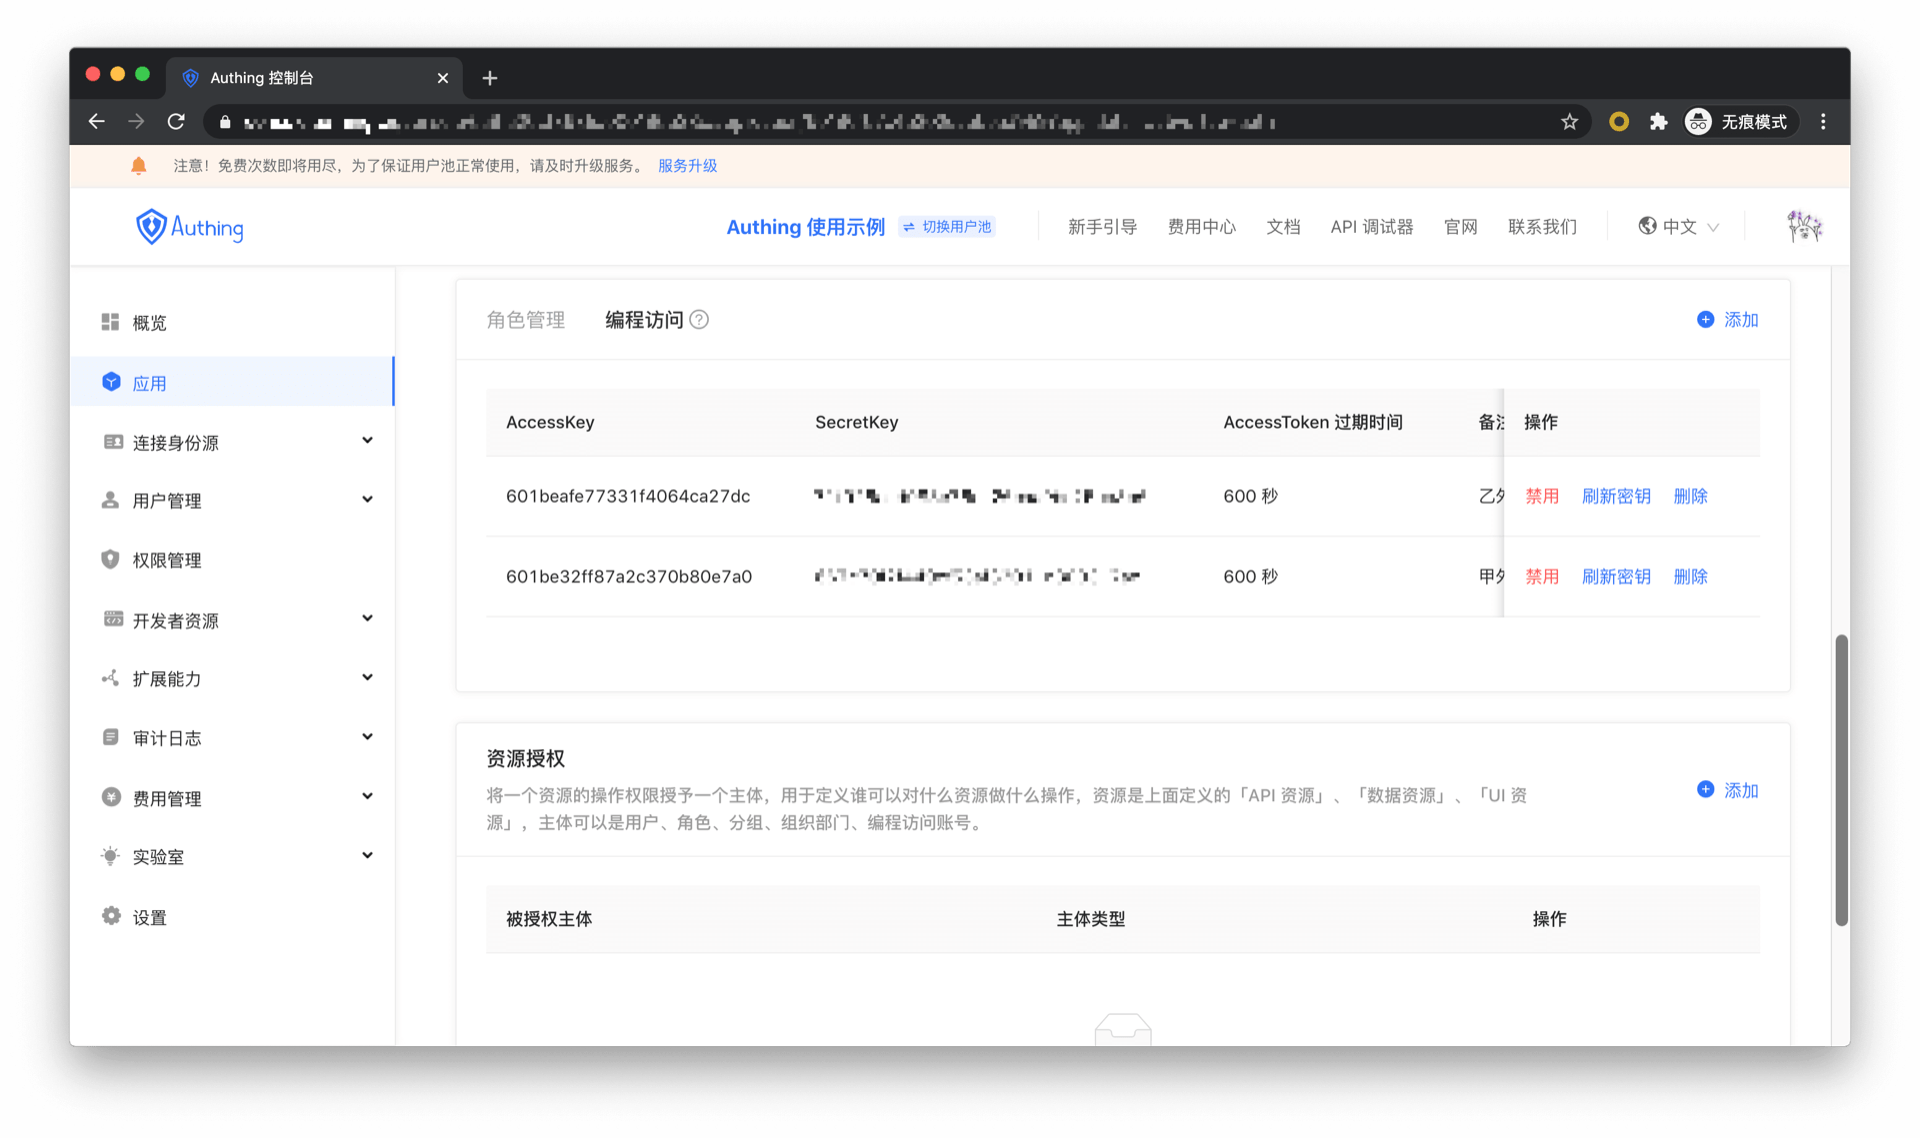 Authing 控制台
无痕模式
注意！免费次数即将用尽，为了保证用户池正常使用，请及时升级服务。 服务升级
Authing
Authing 使用示例 切换用户池 新手引导 费用中心 文档 API 调试器 官网 联系我们 中文
概览
应用
连接身份源
用户管理
权限管理
开发者资源
扩展能力
审计日志
费用管理
实验室
设置
角色管理 编程访问 添加
AccessKey SecretKey AccessToken 过期时间 备注 操作
601beafe77331f4064ca27dc 600 秒 乙外 禁用 刷新密钥 删除
601be32ff87a2c370b80e7a0 600 秒 甲外 禁用 刷新密钥 删除
资源授权
将一个资源的操作权限授予一个主体，用于定义谁可以对什么资源做什么操作，资源是上面定义的「API 资源」、「数据资源」、「UI 资
源」，主体可以是用户、角色、分组、组织部门、编程访问账号。
添加
被授权主体 主体类型 操作